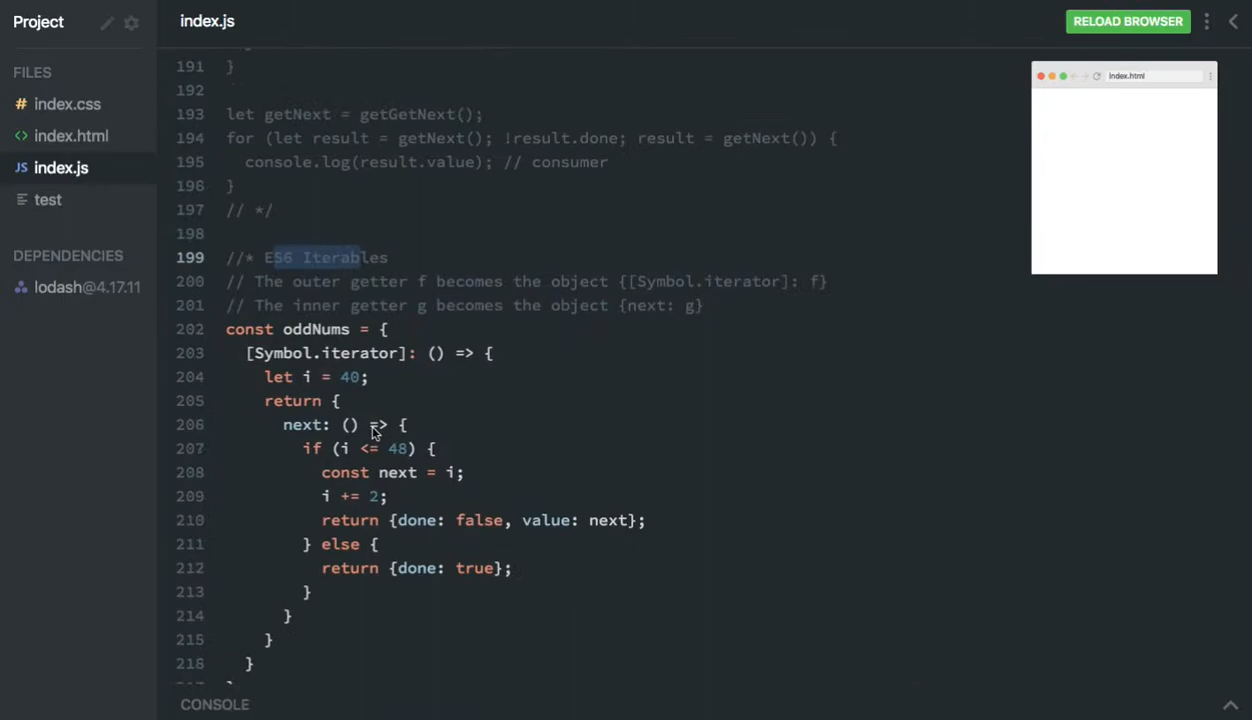 Project
index.js
RELOAD BROWSER
FILES
# index.css
<> index.html
JS index.js
test
DEPENDENCIES
lodash@4.17.11
191 }
192
193 let getNext = getGetNext();
194 for (let result = getNext(); !result.done; result = getNext()) {
195   console.log(result.value); // consumer
196 }
197 // */
198
199 //* ES6 Iterables
200 // The outer getter f becomes the object {[Symbol.iterator]: f}
201 // The inner getter g becomes the object {next: g}
202 const oddNums = {
203   [Symbol.iterator]: () => {
204     let i = 40;
205     return {
206       next: () => {
207         if (i <= 48) {
208           const next = i;
209           i += 2;
210           return {done: false, value: next};
211         } else {
212           return {done: true};
213         }
214       }
215     }
216   }
CONSOLE
index.html